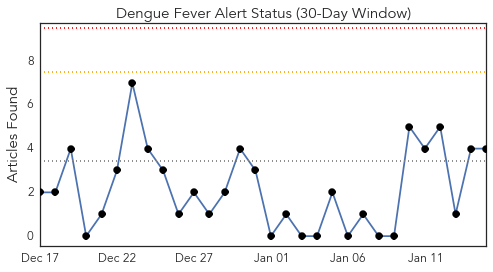 Dengue Fever Alert Status (30-Day Window)
Articles Found
8
6
4
2
0
Dec 17 Dec 22 Dec 27 Jan 01 Jan 06 Jan 11